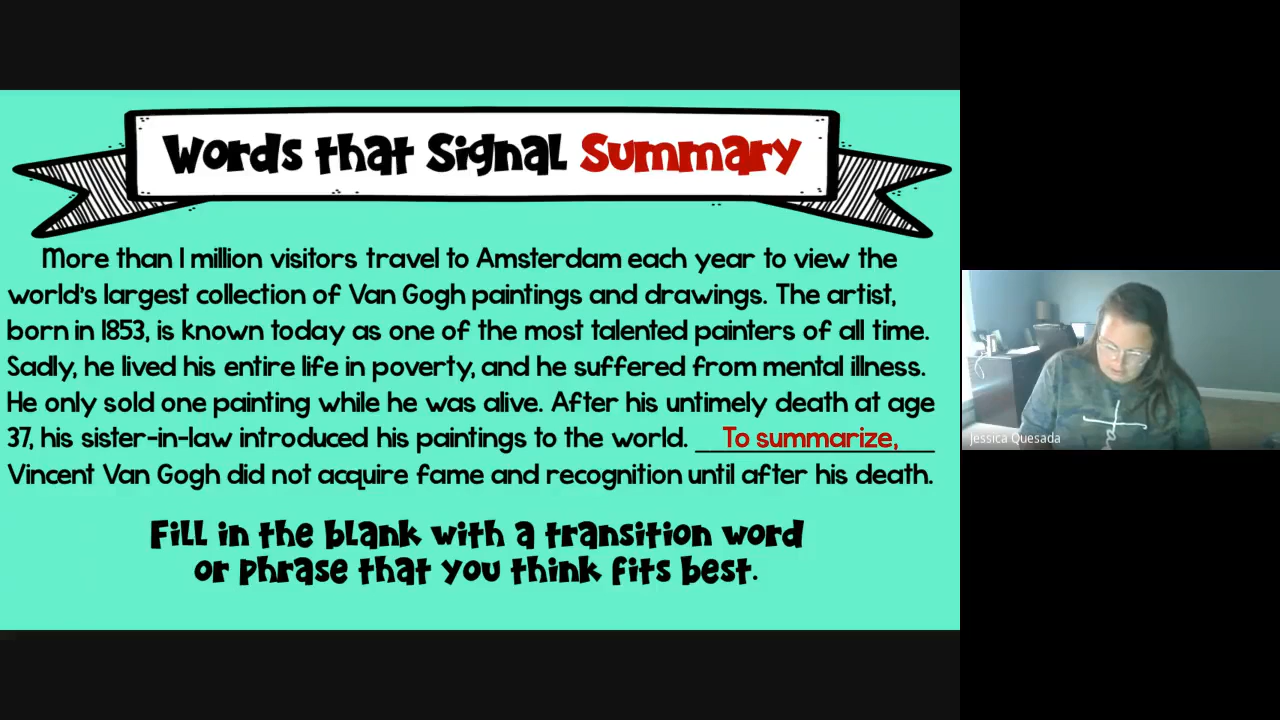 Words that Signal Summary
More than 1 million visitors travel to Amsterdam each year to view the
world's largest collection of Van Gogh paintings and drawings. The artist,
born in 1853, is known today as one of the most talented painters of all time.
Sadly, he lived his entire life in poverty, and he suffered from mental illness.
He only sold one painting while he was alive. After his untimely death at age
37, his sister-in-law introduced his paintings to the world. To summarize,
Vincent Van Gogh did not acquire fame and recognition until after his death.
Fill in the blank with a transition word
or phrase that you think fits best.
Jessica Quesada